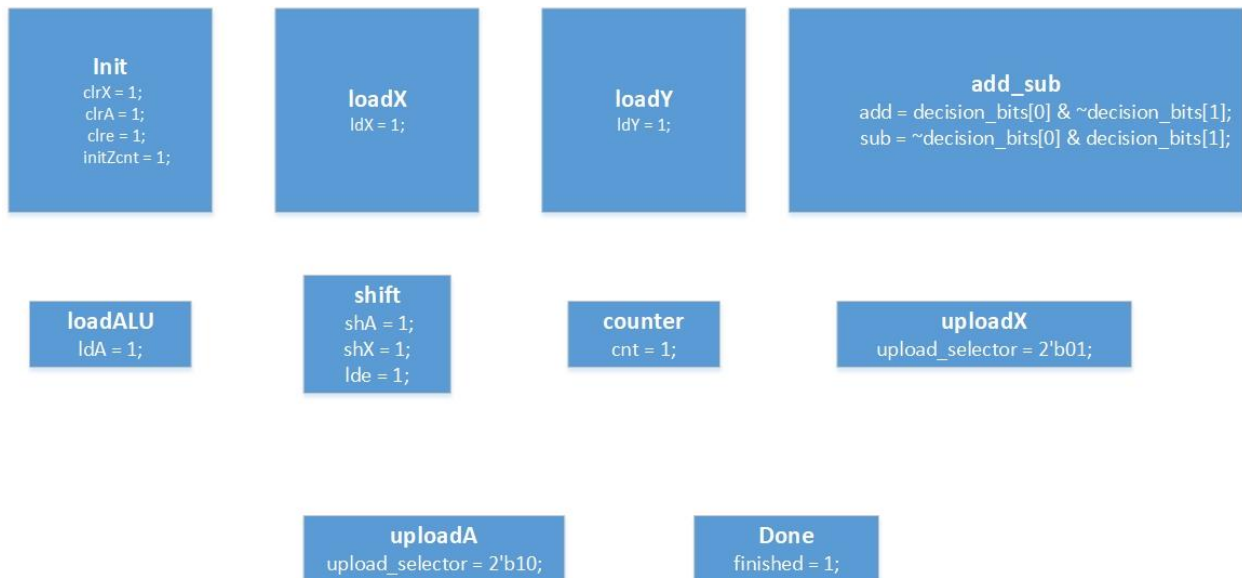 Init
clrX = 1;
clrA = 1;
clre = 1;
initZcnt = 1;
loadX
ldX = 1;
loadY
ldY = 1;
add_sub
add = decision_bits[0] & ~decision_bits[1];
sub = ~decision_bits[0] & decision_bits[1];
loadALU
ldA = 1;
shift
shA = 1;
shX = 1;
lde = 1;
counter
cnt = 1;
uploadX
upload_selector = 2'b01;
uploadA
upload_selector = 2'b10;
Done
finished = 1;